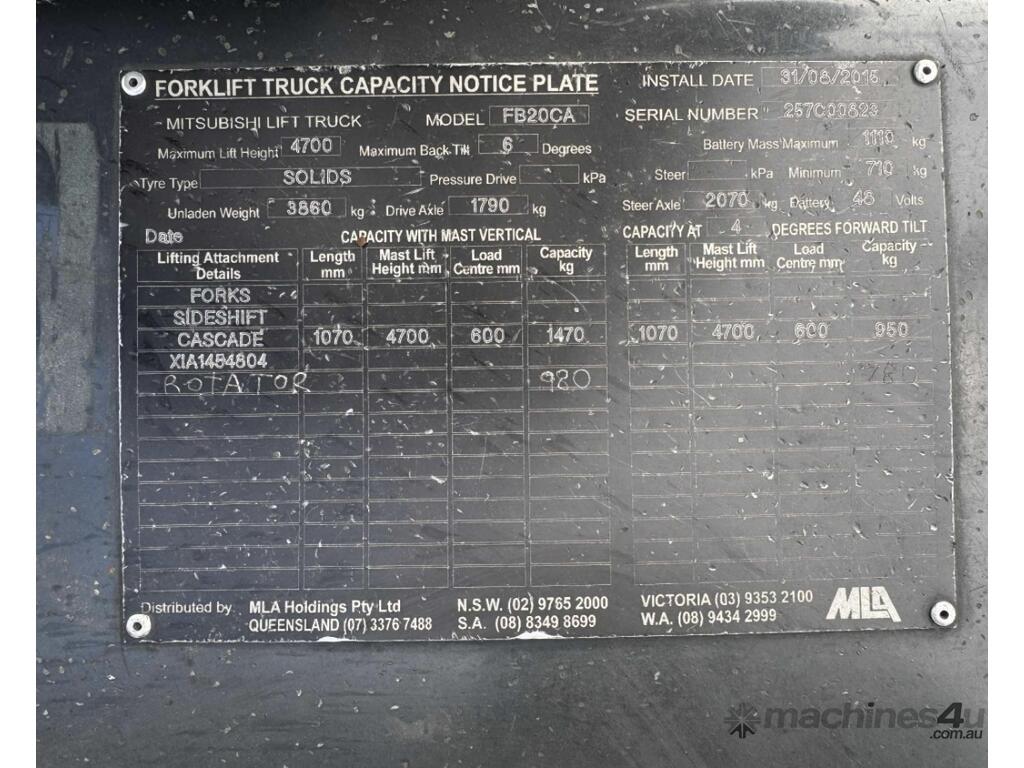 FORKLIFT TRUCK CAPACITY NOTICE PLATE INSTALL DATE 31/08/2015
MITSUBISHI LIFT TRUCK MODEL FB20CA SERIAL NUMBER 257C00823
Maximum Lift Height 4700 Maximum Back Tilt 6 Degrees Battery Mass Maximum 1110 kg
Tyre Type SOLIDS Pressure Drive kPa Steer kPa Minimum 710 kg
Unladen Weight 3860 kg Drive Axle 1790 kg Steer Axle 2070 kg Battery 48 Volts
Date CAPACITY WITH MAST VERTICAL CAPACITY AT 4 DEGREES FORWARD TILT
Lifting Attachment Length Mast Lift Load Capacity Length Mast Lift Load Capacity
Details mm Height mm Centre mm kg mm Height mm Centre mm kg
FORKS
SIDESHIFT
CASCADE 1070 4700 600 1470 1070 4700 600 950
XIA1454804
ROTATOR 980 780
Distributed by MLA Holdings Pty Ltd N.S.W. (02) 9765 2000 VICTORIA (03) 9353 2100 MLA
QUEENSLAND (07) 3376 7488 S.A. (08) 8349 8699 W.A. (08) 9434 2999
machines4u
.com.au